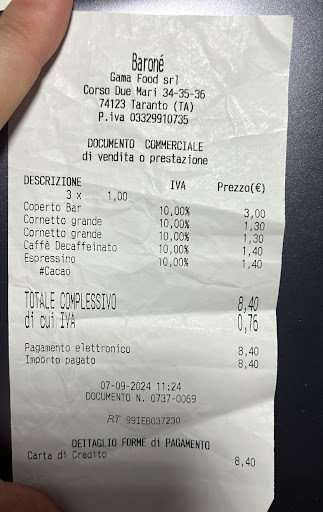 Baroné
Gama Food srl
Corso Due Mari 34-35-36
74123 Taranto (TA)
P.iva 03329910735
DOCUMENTO COMMERCIALE
di vendita o prestazione
DESCRIZIONE IVA Prezzo(€)
3 x 1,00
Coperto Bar 10,00% 3,00
Cornetto grande 10,00% 1,30
Cornetto grande 10,00% 1,30
Caffè Decaffeinato 10,00% 1,40
Espressino 10,00% 1,40
#Cacao
TOTALE COMPLESSIVO 8,40
di cui IVA 0,76
Pagamento elettronico 8,40
Importo pagato 8,40
07-09-2024 11:24
DOCUMENTO N. 0737-0069
RT 99IEB037230
DETTAGLIO FORME di PAGAMENTO
Carta di Credito 8,40